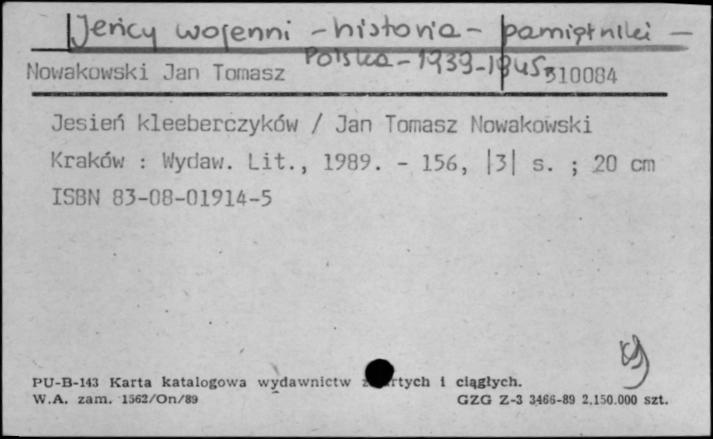 Jeńcy wojenni - historia - pamiętniki -
Polska - 1939-1945
Nowakowski Jan Tomasz 310084
Jesień kleeberczyków / Jan Tomasz Nowakowski
Kraków : Wydaw. Lit., 1989. - 156, |3| s. ; 20 cm
ISBN 83-08-01914-5
PU-B-143 Karta katalogowa wydawnictw zwartych i ciągłych.
W.A. zam. 1562/On/89 GZG Z-3 3466-89 2.150.000 szt.